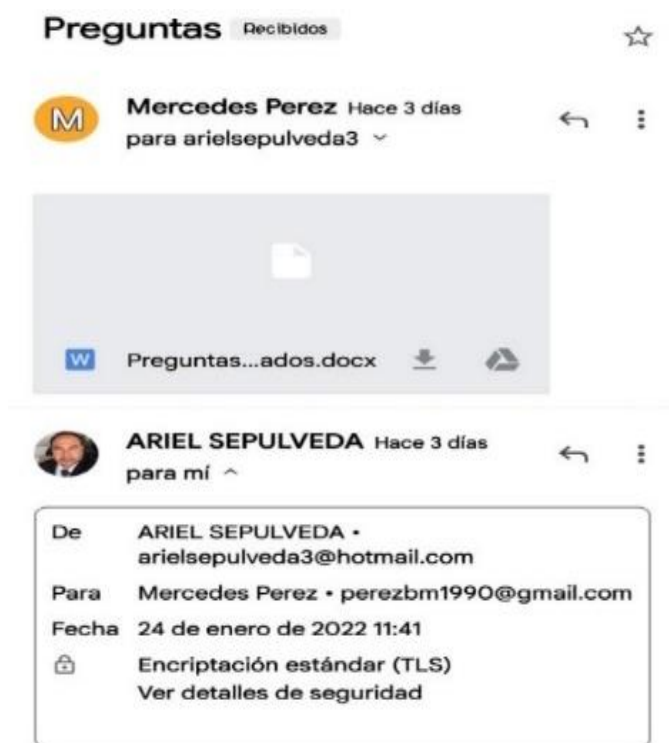 Preguntas Recibidos
M
Mercedes Perez Hace 3 días
para arielsepulveda3
W Preguntas...ados.docx
ARIEL SEPULVEDA Hace 3 días
para mí
De ARIEL SEPULVEDA •
arielsepulveda3@hotmail.com
Para Mercedes Perez • perezbm1990@gmail.com
Fecha 24 de enero de 2022 11:41
Encriptación estándar (TLS)
Ver detalles de seguridad